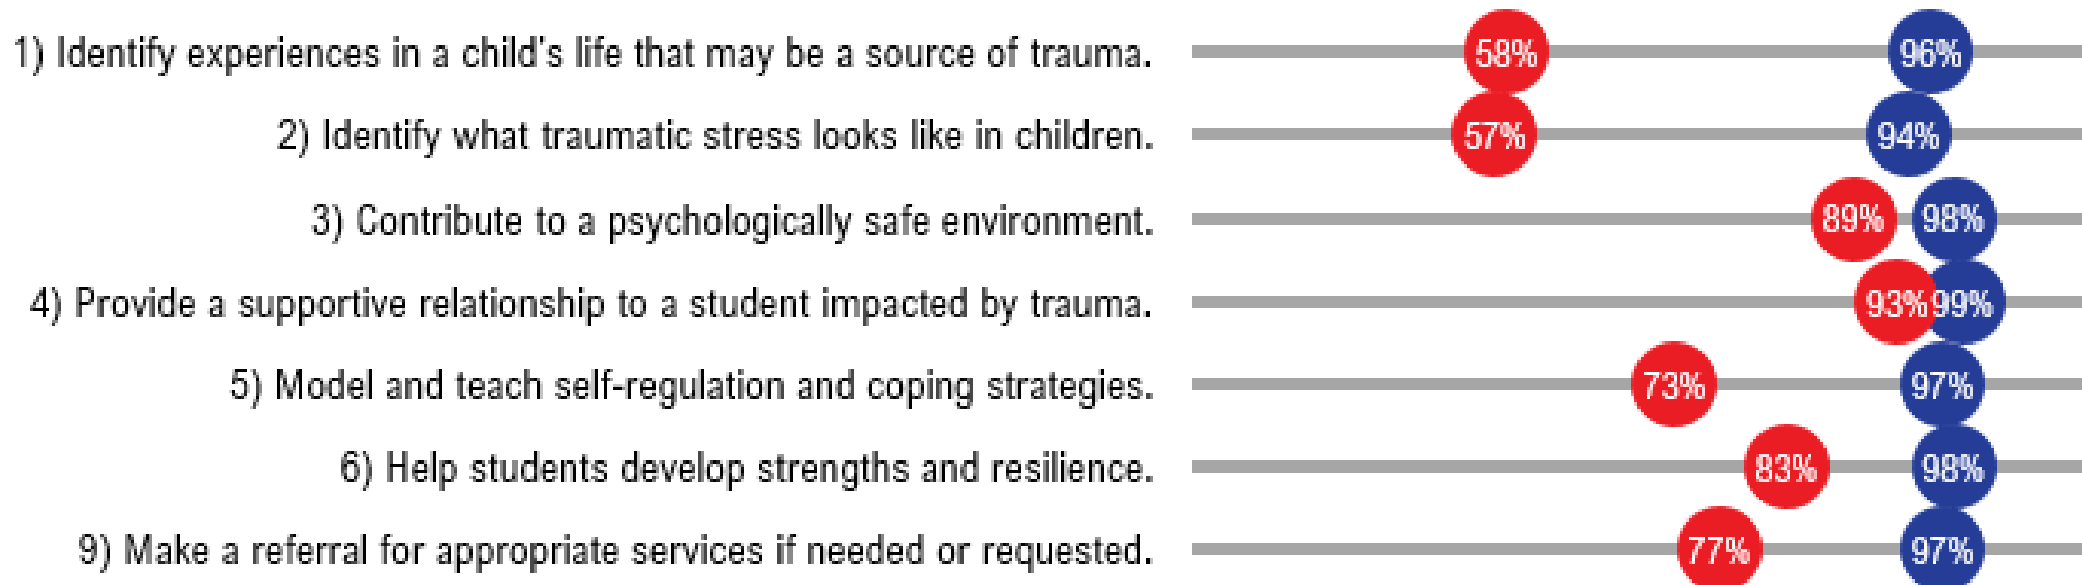 1) Identify experiences in a child's life that may be a source of trauma. 58% 96%
2) Identify what traumatic stress looks like in children. 57% 94%
3) Contribute to a psychologically safe environment. 89% 98%
4) Provide a supportive relationship to a student impacted by trauma. 93% 99%
5) Model and teach self-regulation and coping strategies. 73% 97%
6) Help students develop strengths and resilience. 83% 98%
9) Make a referral for appropriate services if needed or requested. 77% 97%